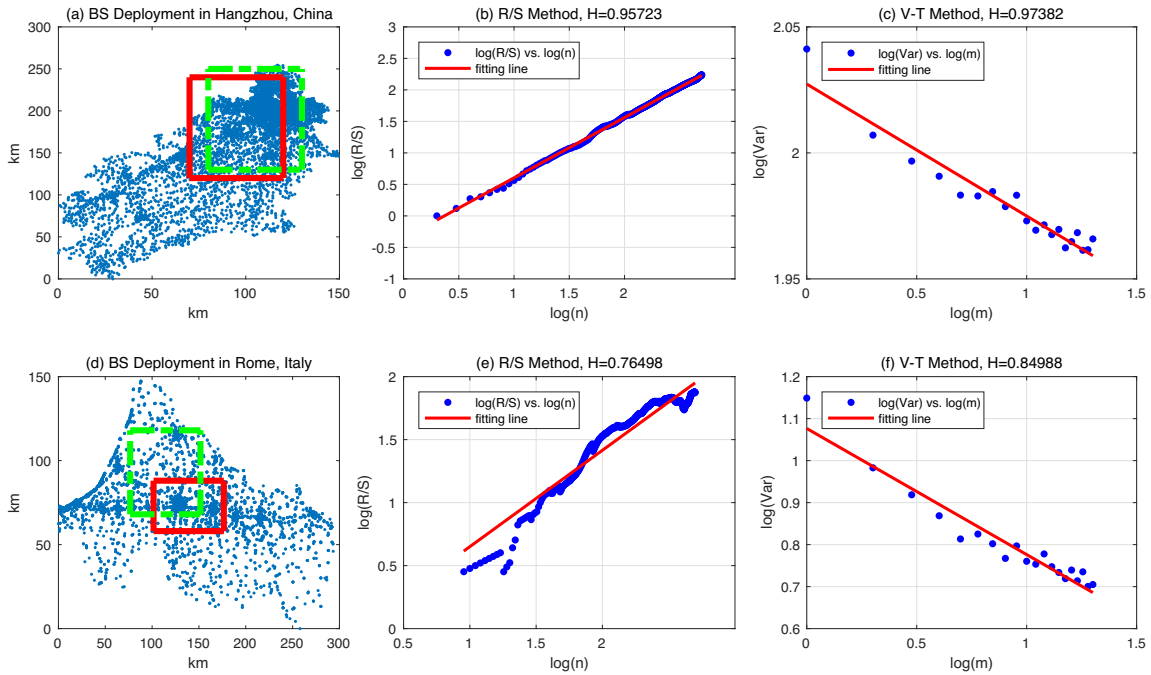 (a) BS Deployment in Hangzhou, China
300
250
200
150
100
50
0
km
0 50 100 150
km
(b) R/S Method, H=0.95723
3
2.5
2
1.5
1
0.5
0
-0.5
-1
log(R/S)
log(R/S) vs. log(n)
fitting line
0 0.5 1 1.5 2
log(n)
(c) V-T Method, H=0.97382
2.05
2
1.95
log(Var)
log(Var) vs. log(m)
fitting line
0 0.5 1 1.5
log(m)
(d) BS Deployment in Rome, Italy
150
100
50
0
km
0 50 100 150 200 250 300
km
(e) R/S Method, H=0.76498
2
1.5
1
0.5
0
log(R/S)
log(R/S) vs. log(n)
fitting line
0.5 1 1.5 2
log(n)
(f) V-T Method, H=0.84988
1.2
1.1
1
0.9
0.8
0.7
0.6
log(Var)
log(Var) vs. log(m)
fitting line
0 0.5 1 1.5
log(m)